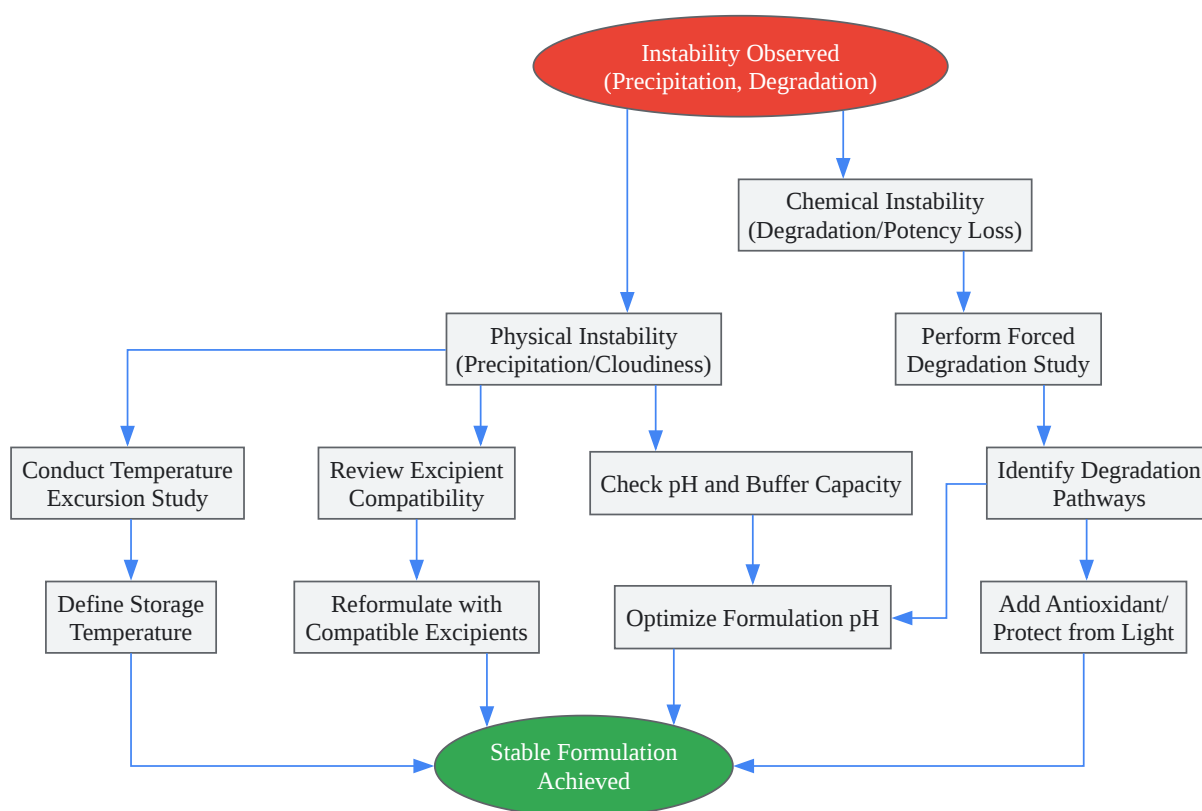 Instability Observed
(Precipitation, Degradation)
Chemical Instability
(Degradation/Potency Loss)
Physical Instability
(Precipitation/Cloudiness)
Perform Forced
Degradation Study
Conduct Temperature
Excursion Study
Review Excipient
Compatibility
Check pH and Buffer Capacity
Identify Degradation
Pathways
Define Storage
Temperature
Reformulate with
Compatible Excipients
Optimize Formulation pH
Add Antioxidant/
Protect from Light
Stable Formulation
Achieved